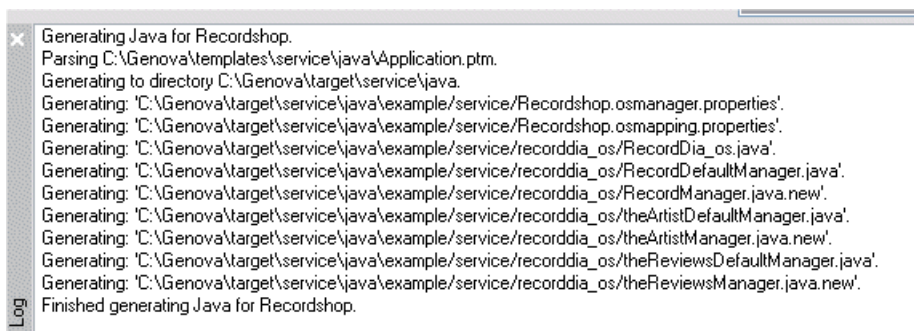 Generating Java for Recordshop.
Parsing C:\Genova\templates\service\java\Application.ptm.
Generating to directory C:\Genova\target\service\java.
Generating: 'C:\Genova\target\service\java\example/service/Recordshop.osmanager.properties'.
Generating: 'C:\Genova\target\service\java\example/service/Recordshop.osmapping.properties'.
Generating: 'C:\Genova\target\service\java\example/service/recorddia_os/RecordDia_os.java'.
Generating: 'C:\Genova\target\service\java\example/service/recorddia_os/RecordDefaultManager.java'.
Generating: 'C:\Genova\target\service\java\example/service/recorddia_os/RecordManager.java.new'.
Generating: 'C:\Genova\target\service\java\example/service/recorddia_os/theArtistDefaultManager.java'.
Generating: 'C:\Genova\target\service\java\example/service/recorddia_os/theArtistManager.java.new'.
Generating: 'C:\Genova\target\service\java\example/service/recorddia_os/theReviewsDefaultManager.java'.
Generating: 'C:\Genova\target\service\java\example/service/recorddia_os/theReviewsManager.java.new'.
Finished generating Java for Recordshop.
Log